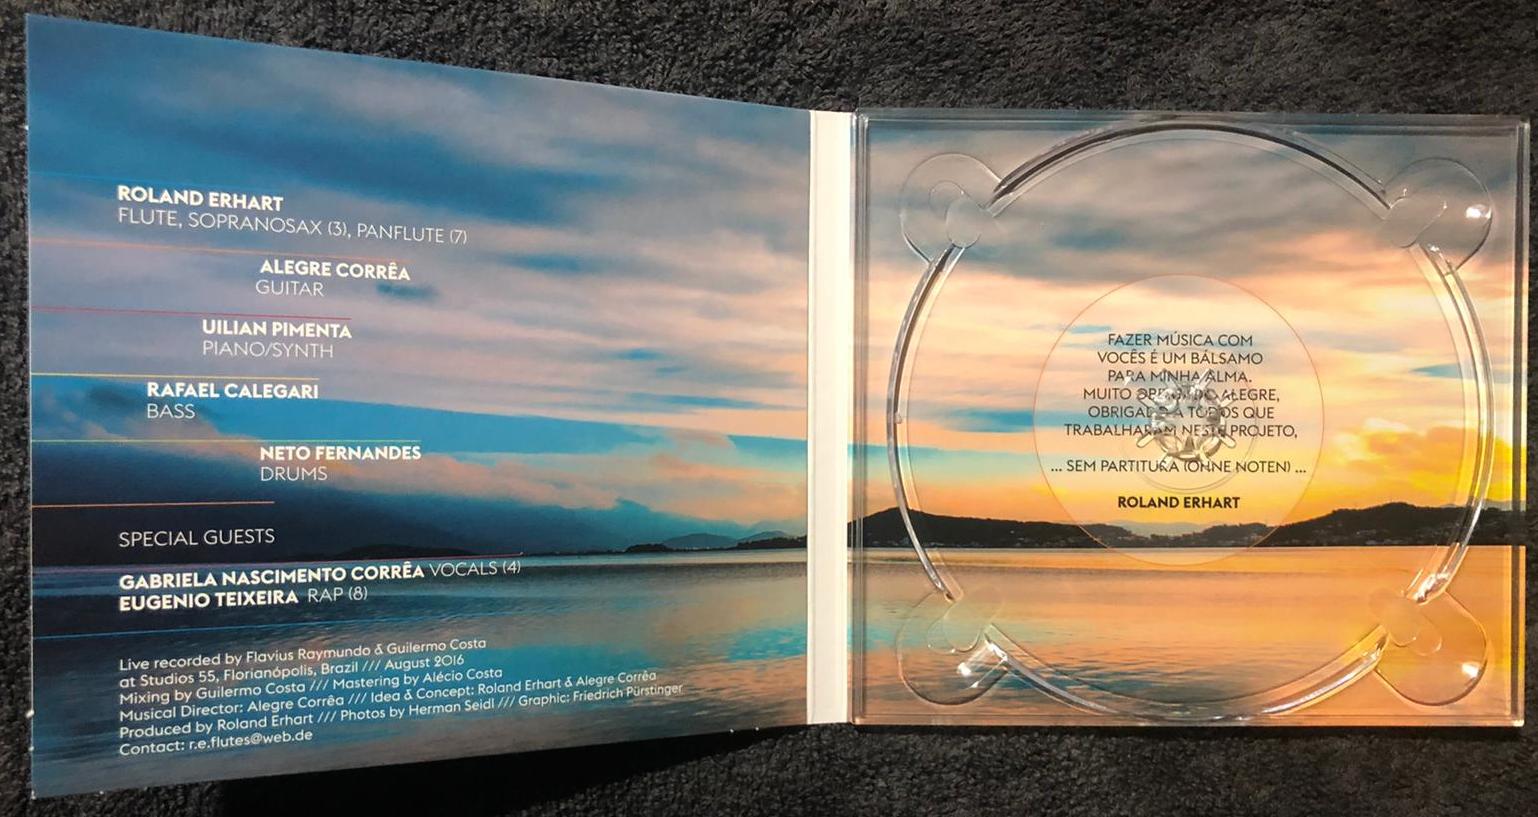 ROLAND ERHART
FLUTE, SOPRANOSAX (3), PANFLUTE (7)
ALEGRE CORRÊA
GUITAR
UILIAN PIMENTA
PIANO/SYNTH
RAFAEL CALEGARI
BASS
NETO FERNANDES
DRUMS
SPECIAL GUESTS
GABRIELA NASCIMENTO CORRÊA VOCALS (4)
EUGENIO TEIXEIRA RAP (8)
Live recorded by Flavius Raymundo & Guilermo Costa
at Studios 55, Florianópolis, Brazil /// August 2016
Mixing by Guilermo Costa /// Mastering by Alécio Costa
Musical Director: Alegre Corrêa /// Idea & Concept: Roland Erhart & Alegre Corrêa
Produced by Roland Erhart /// Photos by Herman Seidl /// Graphic: Friedrich Pürstinger
Contact: r.e.flutes@web.de
FAZER MÚSICA COM
VOCÊS É UM BÁLSAMO
PARA MINHA ALMA.
MUITO ALEGRE,
A TODOS QUE
TRABALHARAM NESTE PROJETO,
... SEM PARTITURA (OHNE NOTEN) ...
ROLAND ERHART